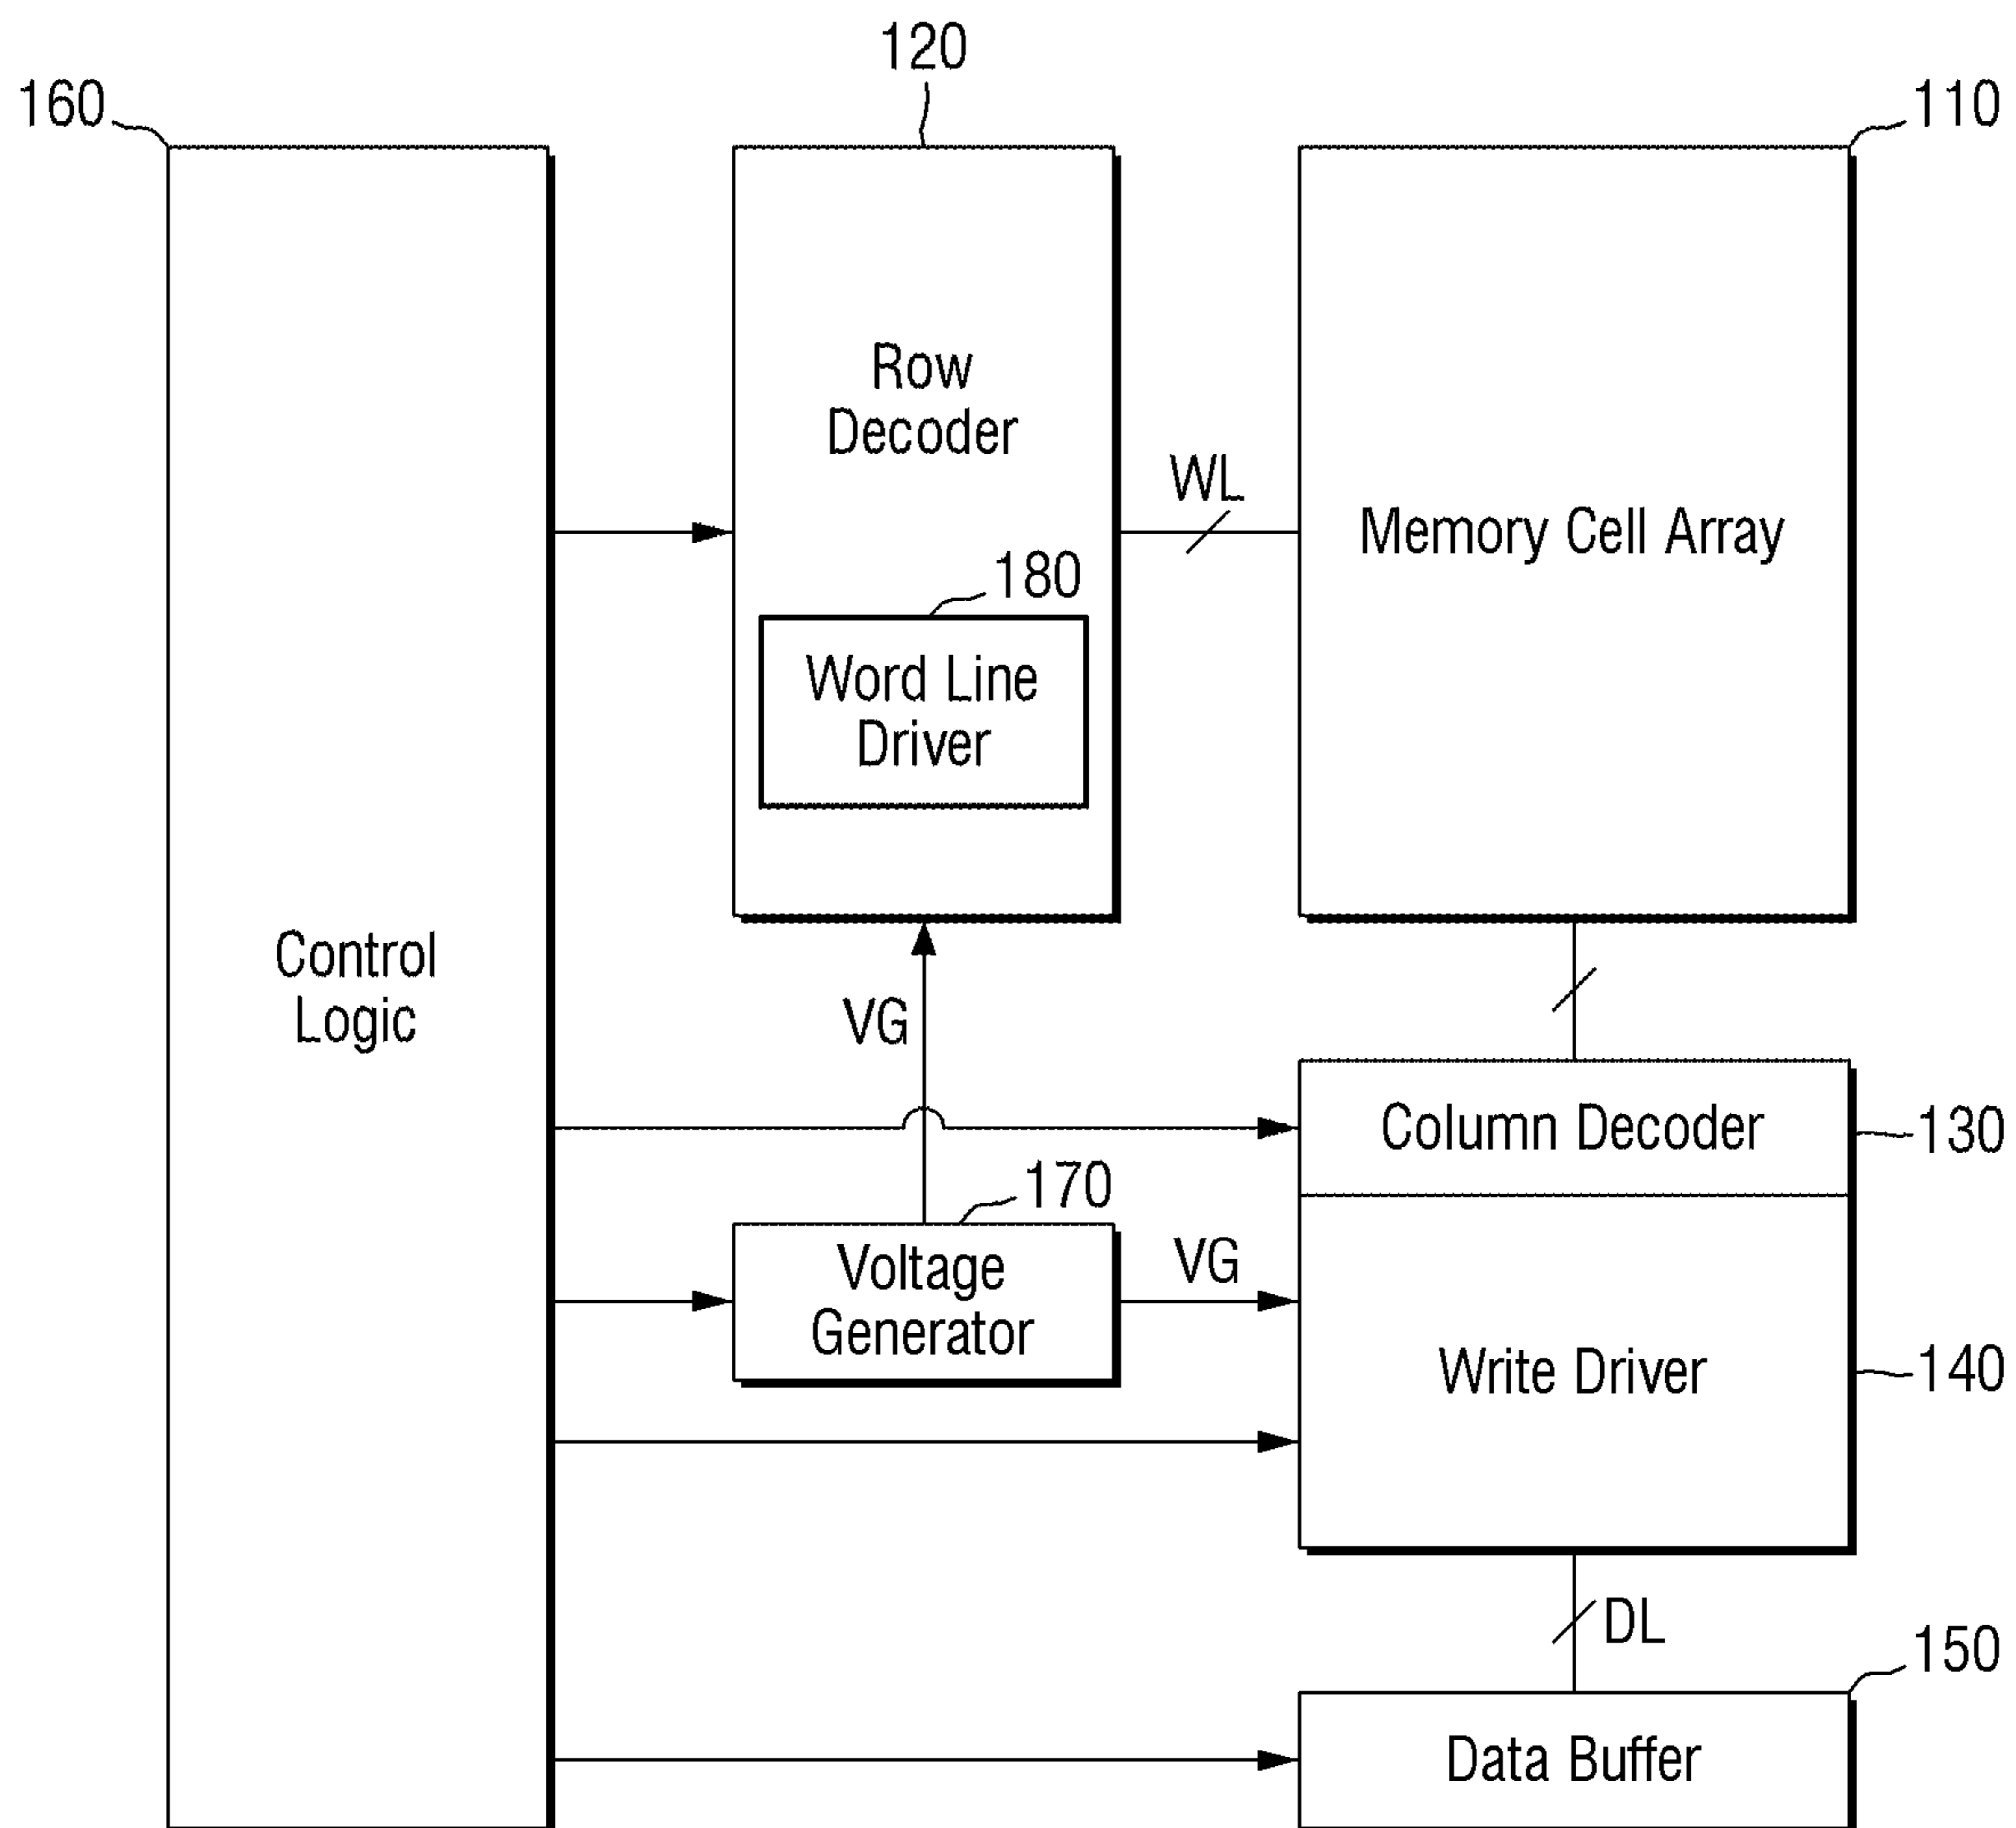 120
160
110
Row
Decoder
WL
Memory Cell Array
180
Word Line
Driver
Control
Logic
VG
Column Decoder
130
170
Voltage
Generator
VG
Write Driver
140
DL
150
Data Buffer